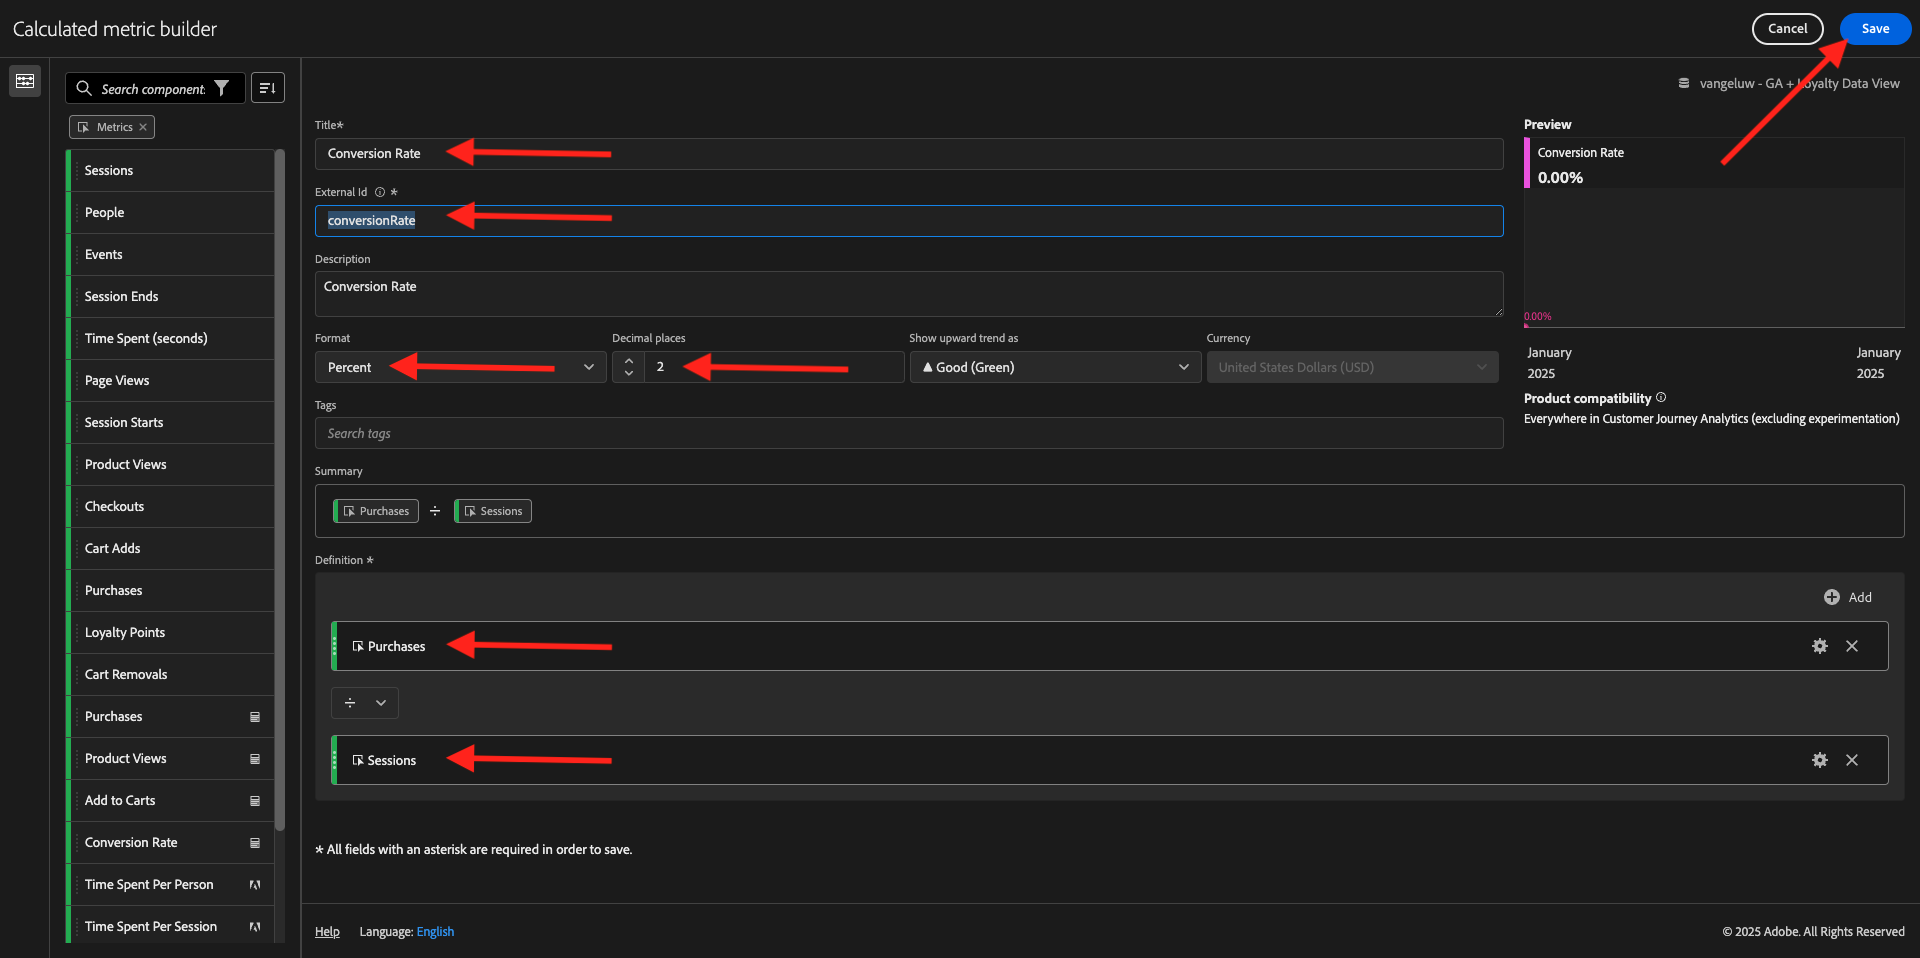 Calculated metric builder
Cancel
Save
vangeluw - GA + Loyalty Data View
Search component:
Metrics
Sessions
People
Events
Session Ends
Time Spent (seconds)
Page Views
Session Starts
Product Views
Checkouts
Cart Adds
Purchases
Loyalty Points
Cart Removals
Purchases
Product Views
Add to Carts
Conversion Rate
Time Spent Per Person
Time Spent Per Session
Title*
Conversion Rate
External Id *
conversionRate
Description
Conversion Rate
Format
Percent
Decimal places
2
Show upward trend as
Good (Green)
Currency
United States Dollars (USD)
Tags
Search tags
Summary
Purchases ÷ Sessions
Definition *
Add
Purchases
÷
Sessions
* All fields with an asterisk are required in order to save.
Preview
Conversion Rate
0.00%
0.00%
January 2025
January 2025
Product compatibility
Everywhere in Customer Journey Analytics (excluding experimentation)
Help
Language: English
© 2025 Adobe. All Rights Reserved